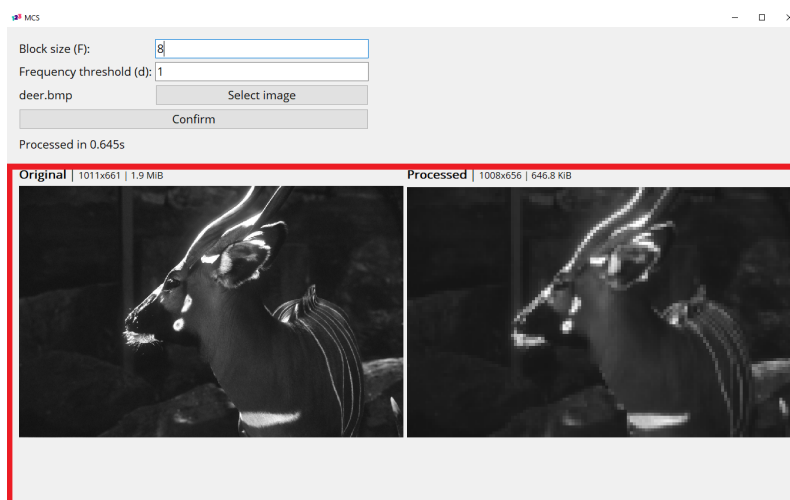 MCS
Block size (F): 8
Frequency threshold (d): 1
deer.bmp Select image
Confirm
Processed in 0.645s
Original | 1011x661 | 1.9 MiB
Processed | 1008x656 | 646.8 KiB